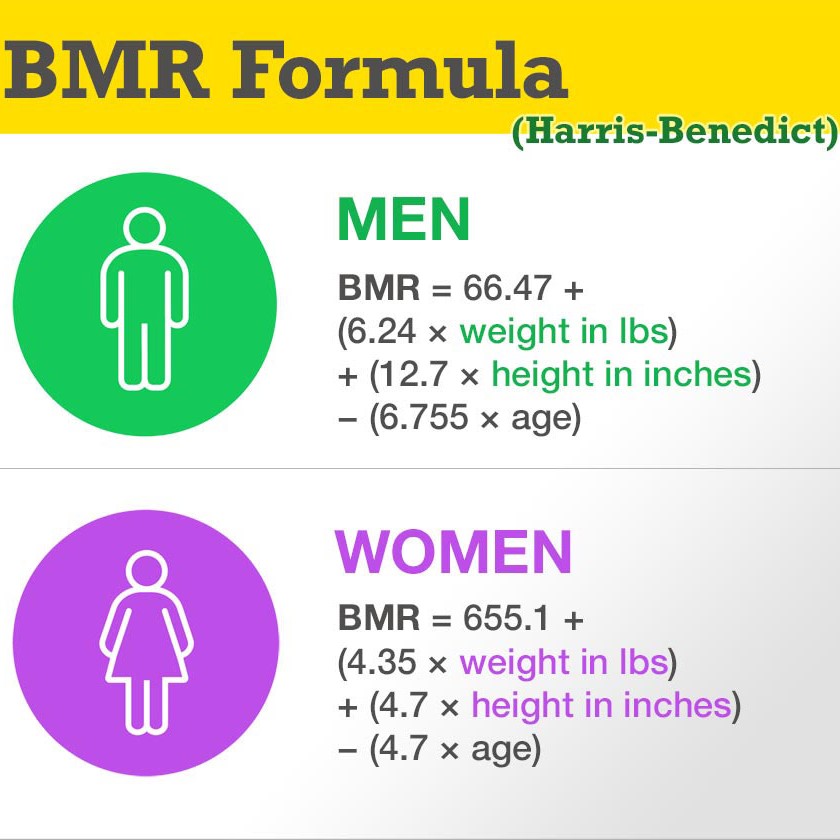 BMR Formula
(Harris-Benedict)
MEN
BMR = 66.47 +
(6.24 × weight in lbs)
+ (12.7 × height in inches)
– (6.755 × age)
WOMEN
BMR = 655.1 +
(4.35 × weight in lbs)
+ (4.7 × height in inches)
– (4.7 × age)